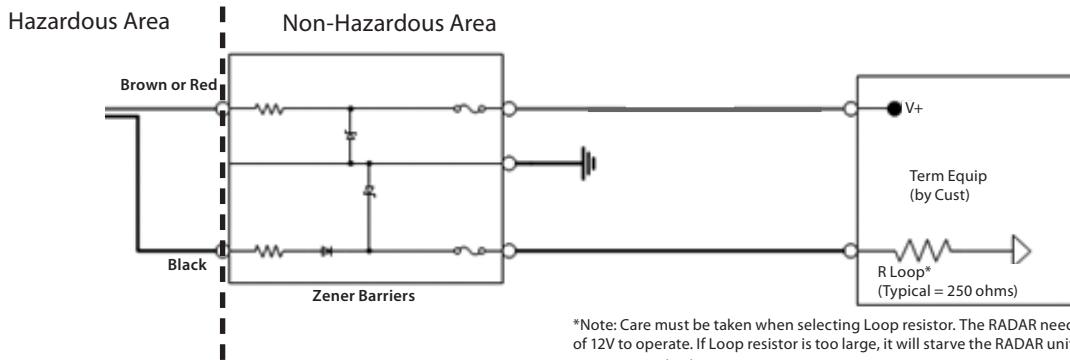 Hazardous Area
Non-Hazardous Area
Brown or Red
V+
Term Equip
(by Cust)
Black
R Loop*
(Typical = 250 ohms)
Zener Barriers
*Note: Care must be taken when selecting Loop resistor. The RADAR need
of 12V to operate. If Loop resistor is too large, it will starve the RADAR uni